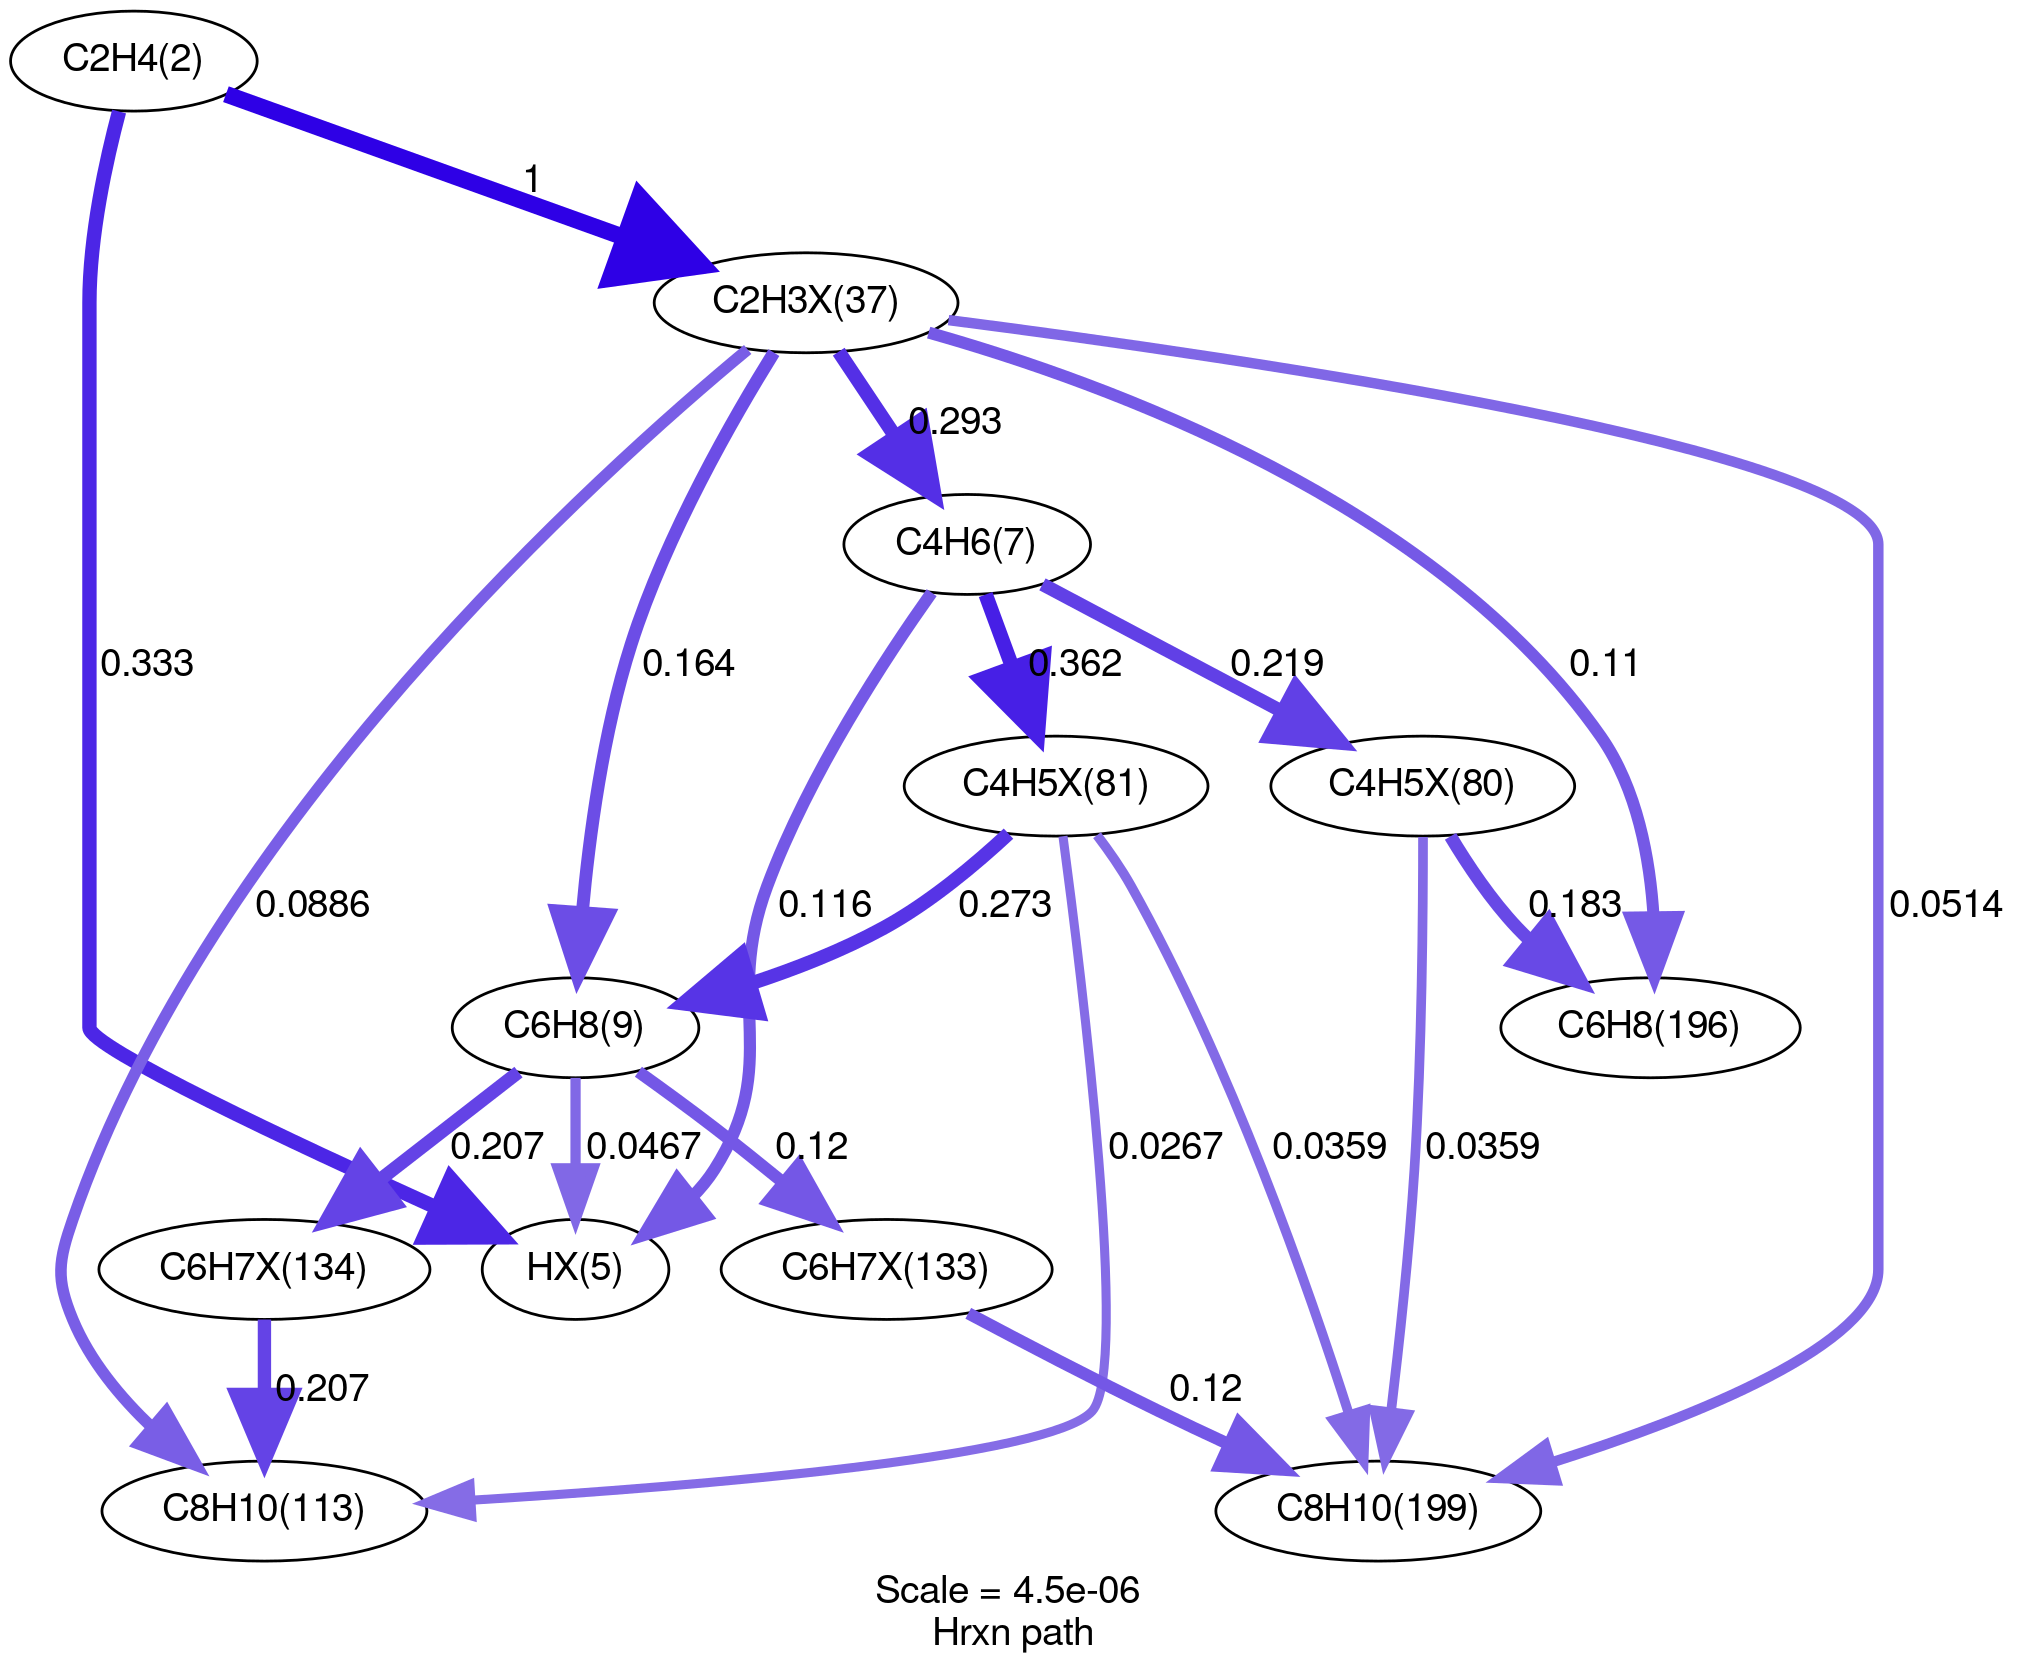 C2H4(2)
1
C2H3X(37)
0.293
C4H6(7)
0.333
0.164
0.362
0.219
0.11
C4H5X(81)
C4H5X(80)
0.0886
0.116
0.273
0.183
0.0514
C6H8(9)
C6H8(196)
0.207
0.0467
0.12
0.0267
0.0359
0.0359
C6H7X(134)
HX(5)
C6H7X(133)
0.207
0.12
C8H10(113)
C8H10(199)
Scale = 4.5e-06
Hrxn path